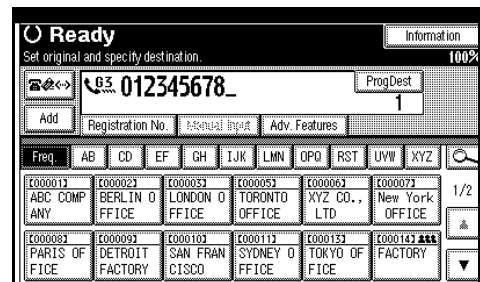 Ready
Information
Set original and specify destination.
100%
G3 012345678_
ProgDest
1
Add
Registration No.
Manual Input
Adv. Features
Freq. AB CD EF GH IJK LMN OPQ RST UVW XYZ
[00001] [00002] [00003] [00005] [00006] [00007]
ABC COMP BERLIN O LONDON O TORONTO XYZ CO., New York
ANY FFICE FFICE OFFICE LTD OFFICE
1/2
[00008] [00009] [00010] [00011] [00013] [00014]
PARIS OF DETROIT SAN FRAN SYDNEY O TOKYO OF FACTORY
FICE FACTORY CISCO FFICE FICE